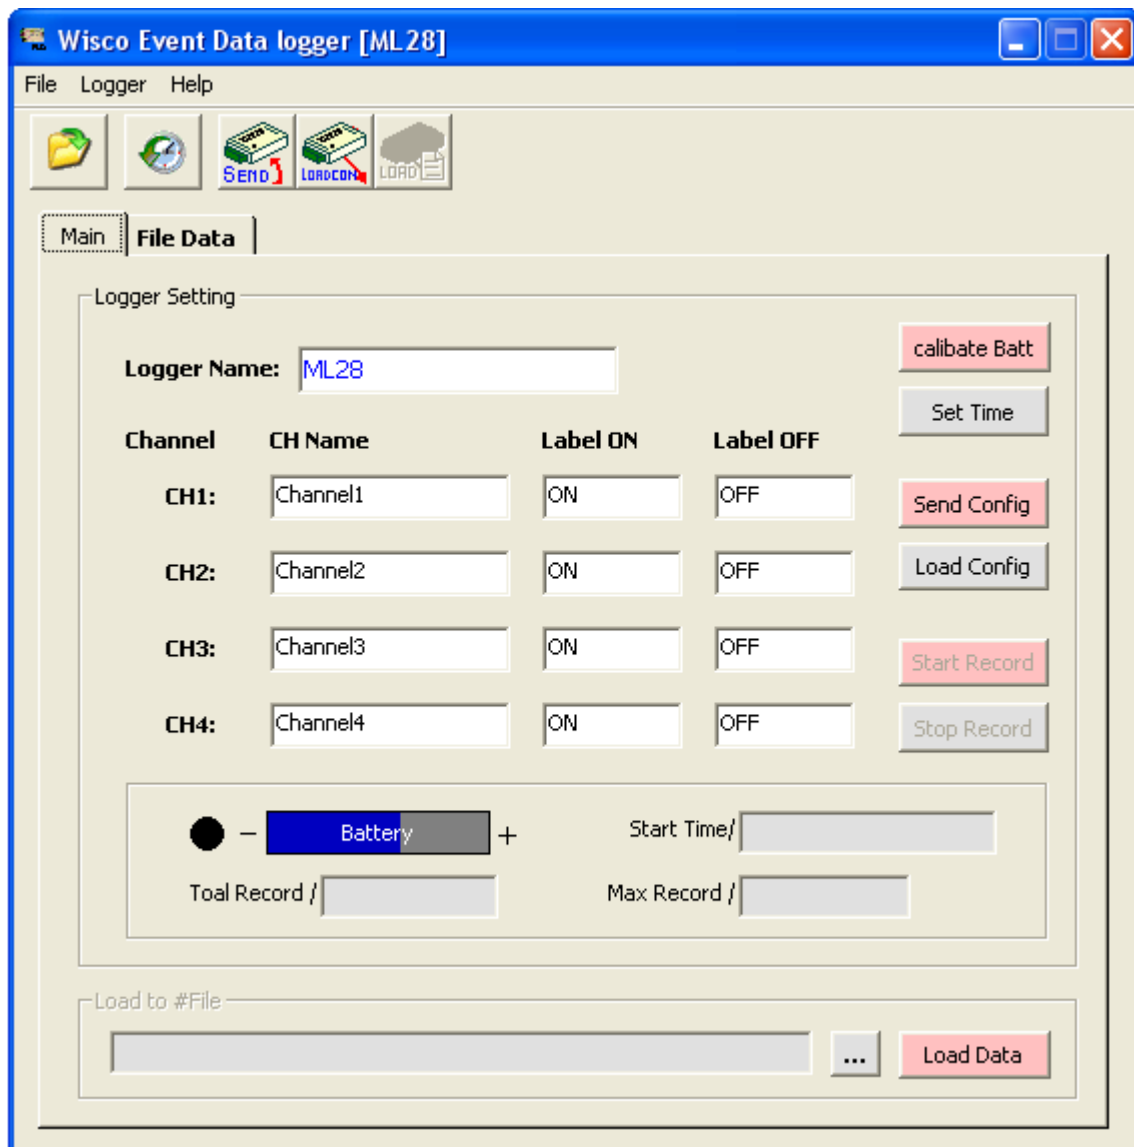 Wisco Event Data logger [ML28]
File Logger Help
SEND LOADCON LOAD
Main File Data
Logger Setting
calibate Batt
Logger Name: ML28
Set Time
Channel CH Name Label ON Label OFF
CH1: Channel1 ON OFF
Send Config
CH2: Channel2 ON OFF
Load Config
CH3: Channel3 ON OFF
Start Record
CH4: Channel4 ON OFF
Stop Record
- Battery + Start Time/
Toal Record / Max Record /
Load to #File
... Load Data